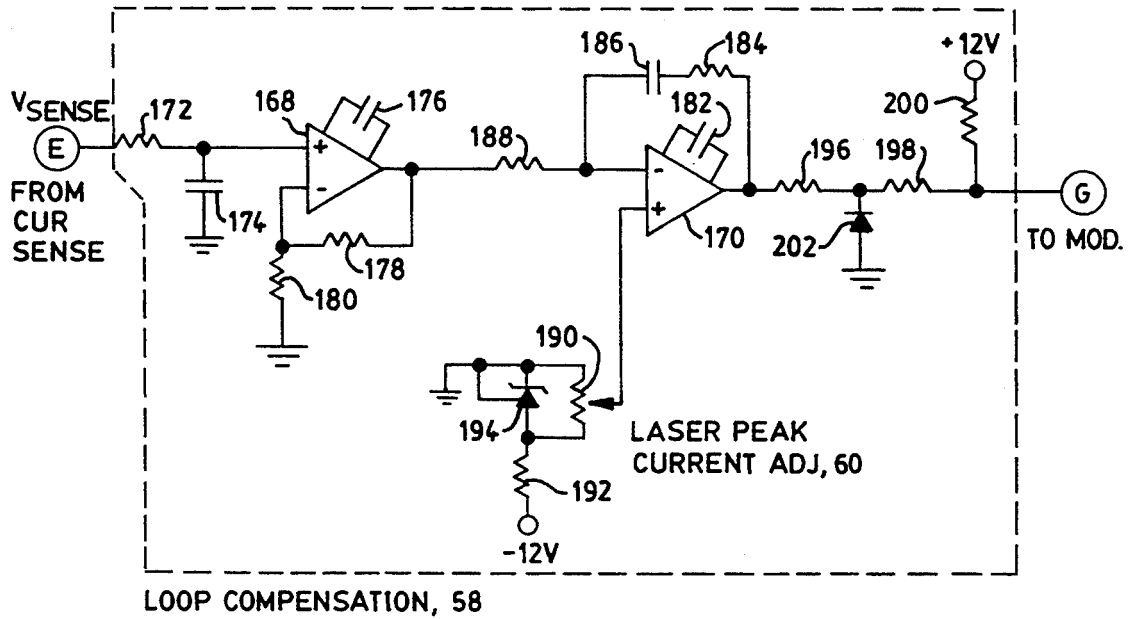 186
184
+12V
VSENSE
172
168
176
182
200
188
196
198
E
+
-
-
+
G
FROM
CUR
SENSE
174
178
170
202
TO MOD.
180
190
194
LASER PEAK
CURRENT ADJ, 60
192
-12V
LOOP COMPENSATION, 58